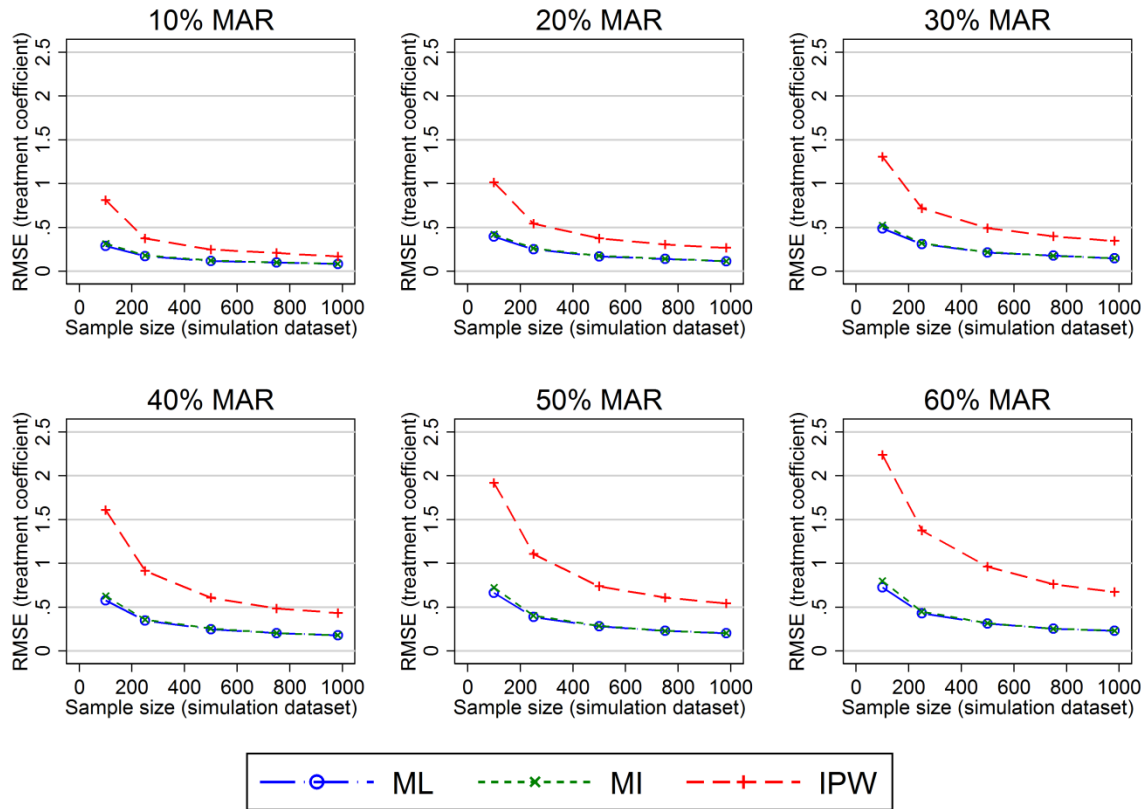 10% MAR
20% MAR
30% MAR
RMSE (treatment coefficient)
2.5
2
1.5
1
.5
0
0 200 400 600 800 1000
Sample size (simulation dataset)
RMSE (treatment coefficient)
2.5
2
1.5
1
.5
0
0 200 400 600 800 1000
Sample size (simulation dataset)
RMSE (treatment coefficient)
2.5
2
1.5
1
.5
0
0 200 400 600 800 1000
Sample size (simulation dataset)
40% MAR
50% MAR
60% MAR
RMSE (treatment coefficient)
2.5
2
1.5
1
.5
0
0 200 400 600 800 1000
Sample size (simulation dataset)
RMSE (treatment coefficient)
2.5
2
1.5
1
.5
0
0 200 400 600 800 1000
Sample size (simulation dataset)
RMSE (treatment coefficient)
2.5
2
1.5
1
.5
0
0 200 400 600 800 1000
Sample size (simulation dataset)
ML MI IPW